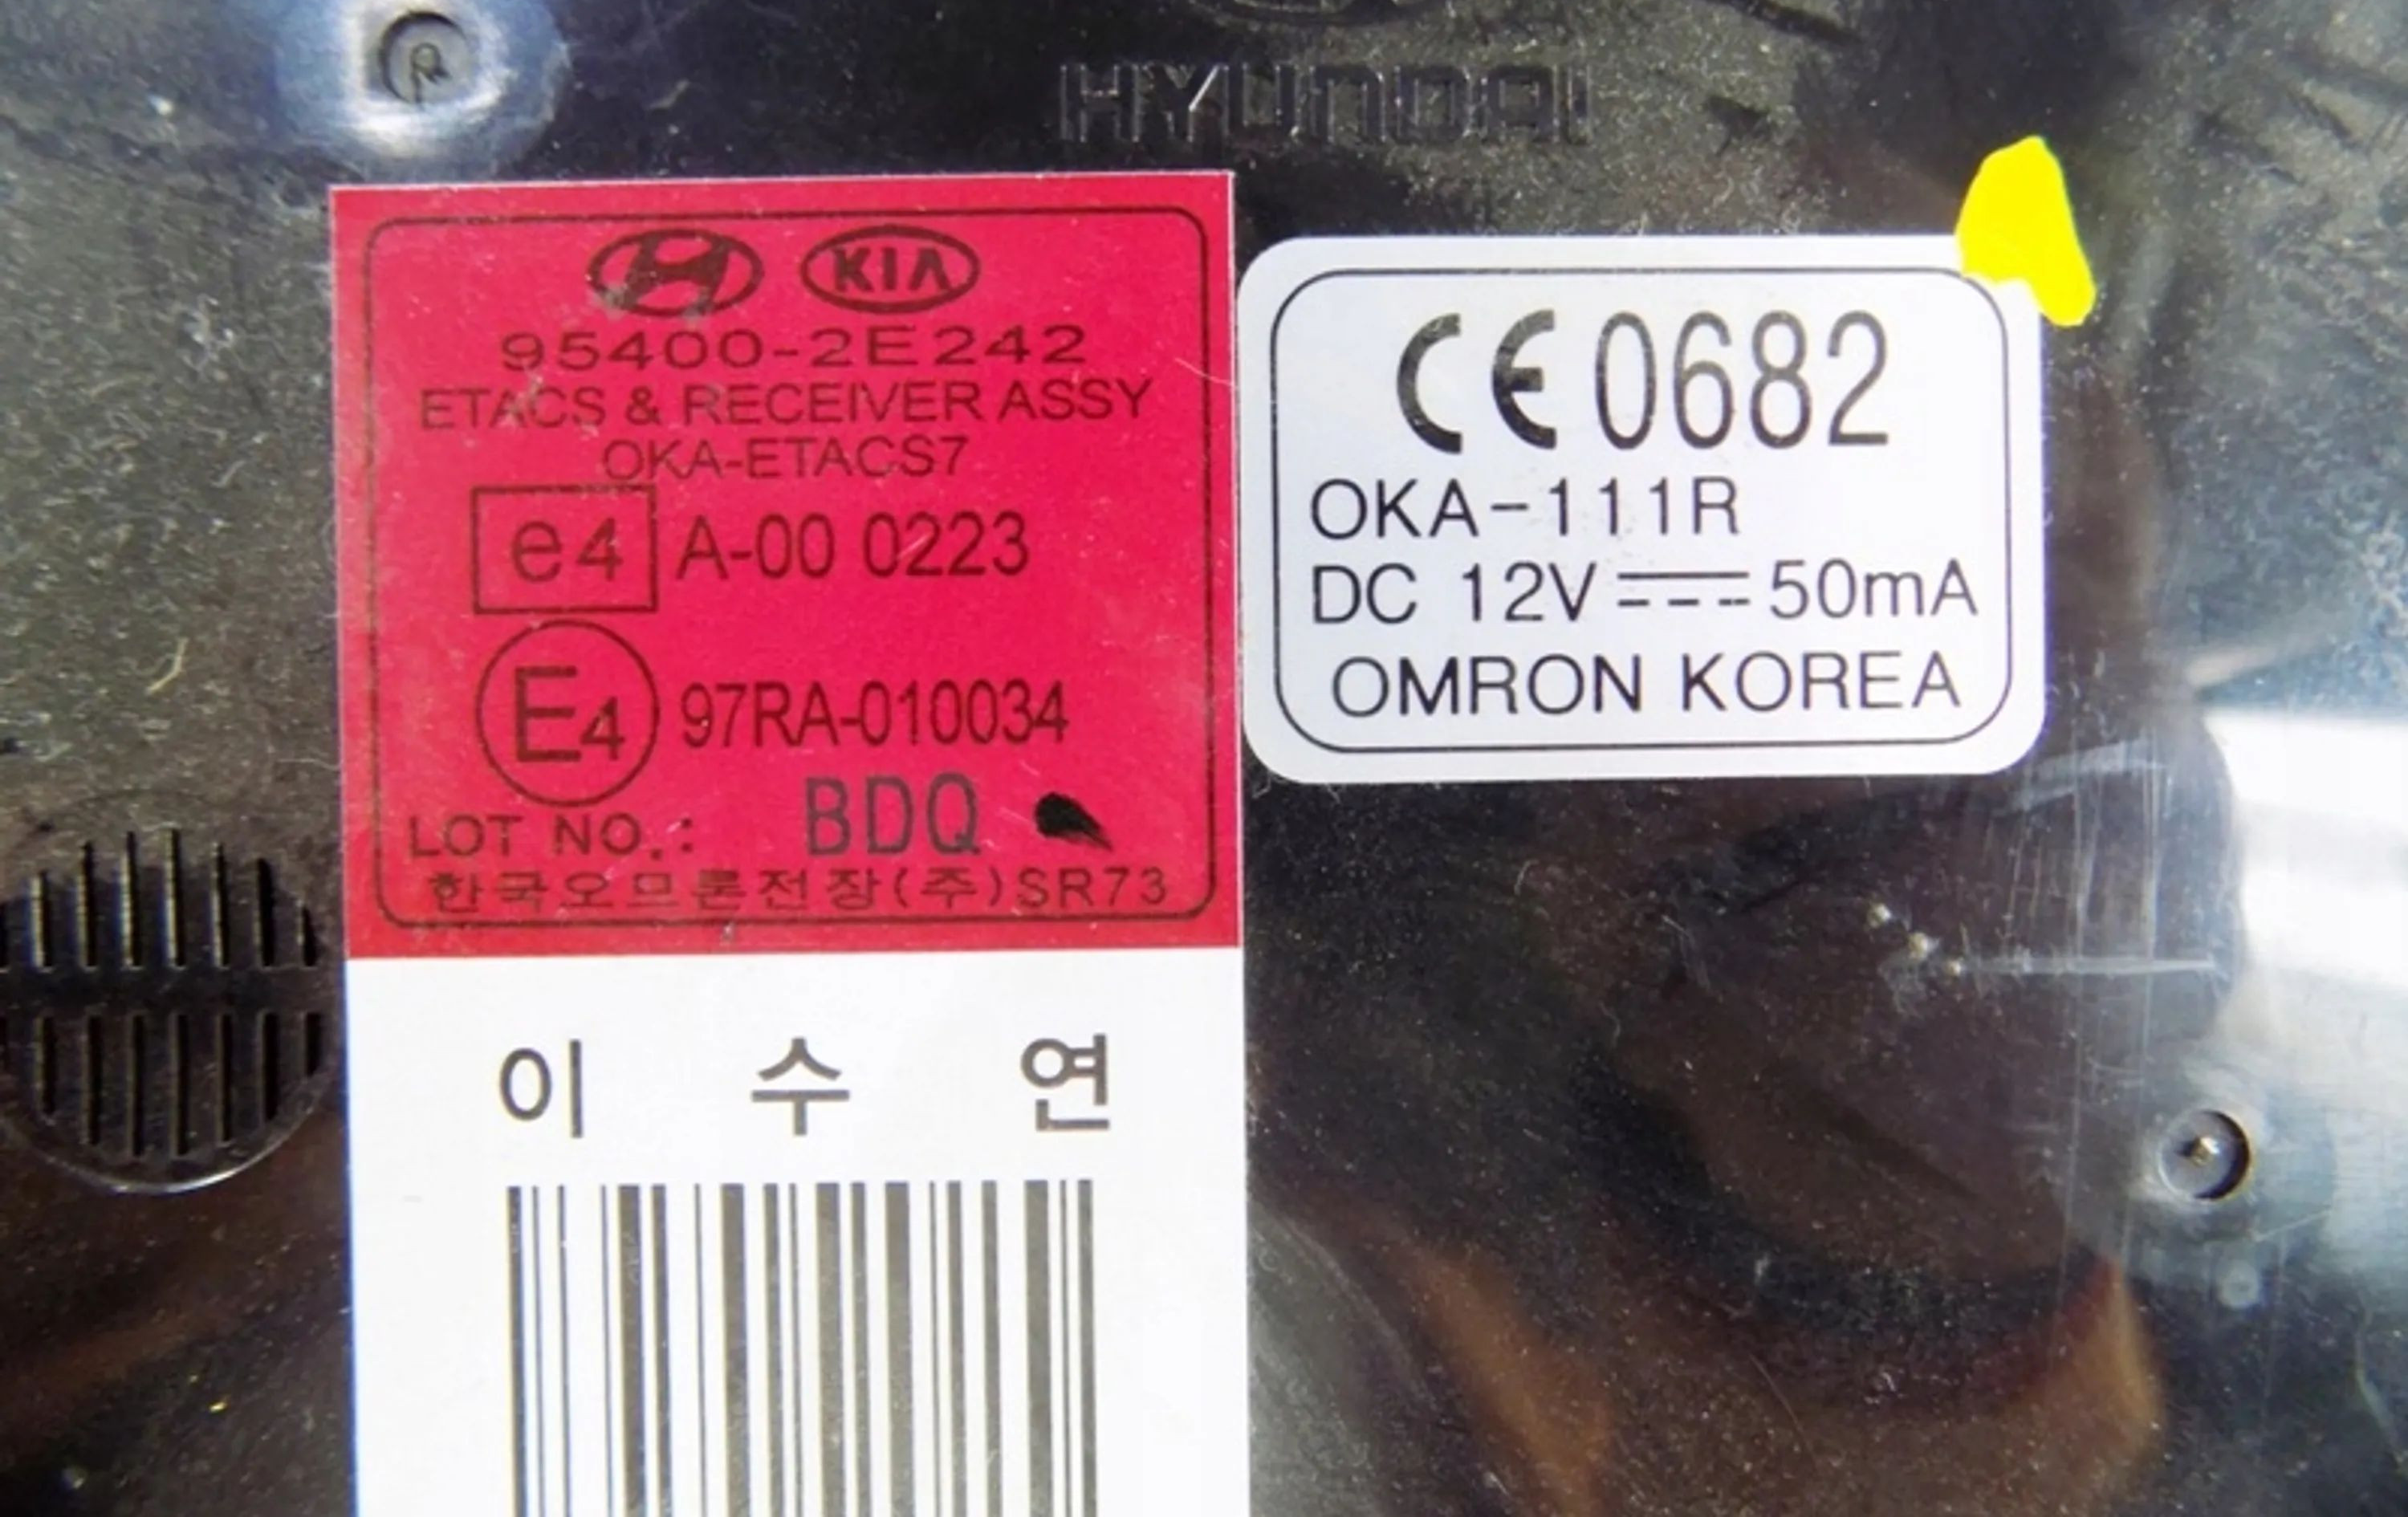 HYUNDAI
KIA
95400-2E242
ETACS & RECEIVER ASSY
OKA-ETACS7
e4 A-00 0223
E4 97RA-010034
LOT NO.: BDQ
한국오므론전장(주)SR73
이 수 연
CE 0682
OKA-111R
DC 12V 50mA
OMRON KOREA